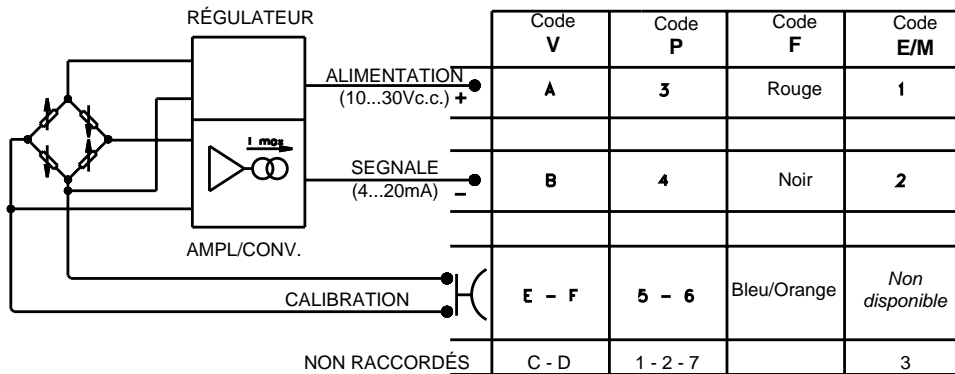 RÉGULATEUR
Code Code Code Code
V P F E/M
ALIMENTATION
(10...30Vc.c.) + A 3 Rouge 1
I max
SEGNALE
(4...20mA) – B 4 Noir 2
AMPL/CONV.
CALIBRATION E – F 5 – 6 Bleu/Orange Non
disponible
NON RACCORDÉS C - D 1 - 2 - 7 3